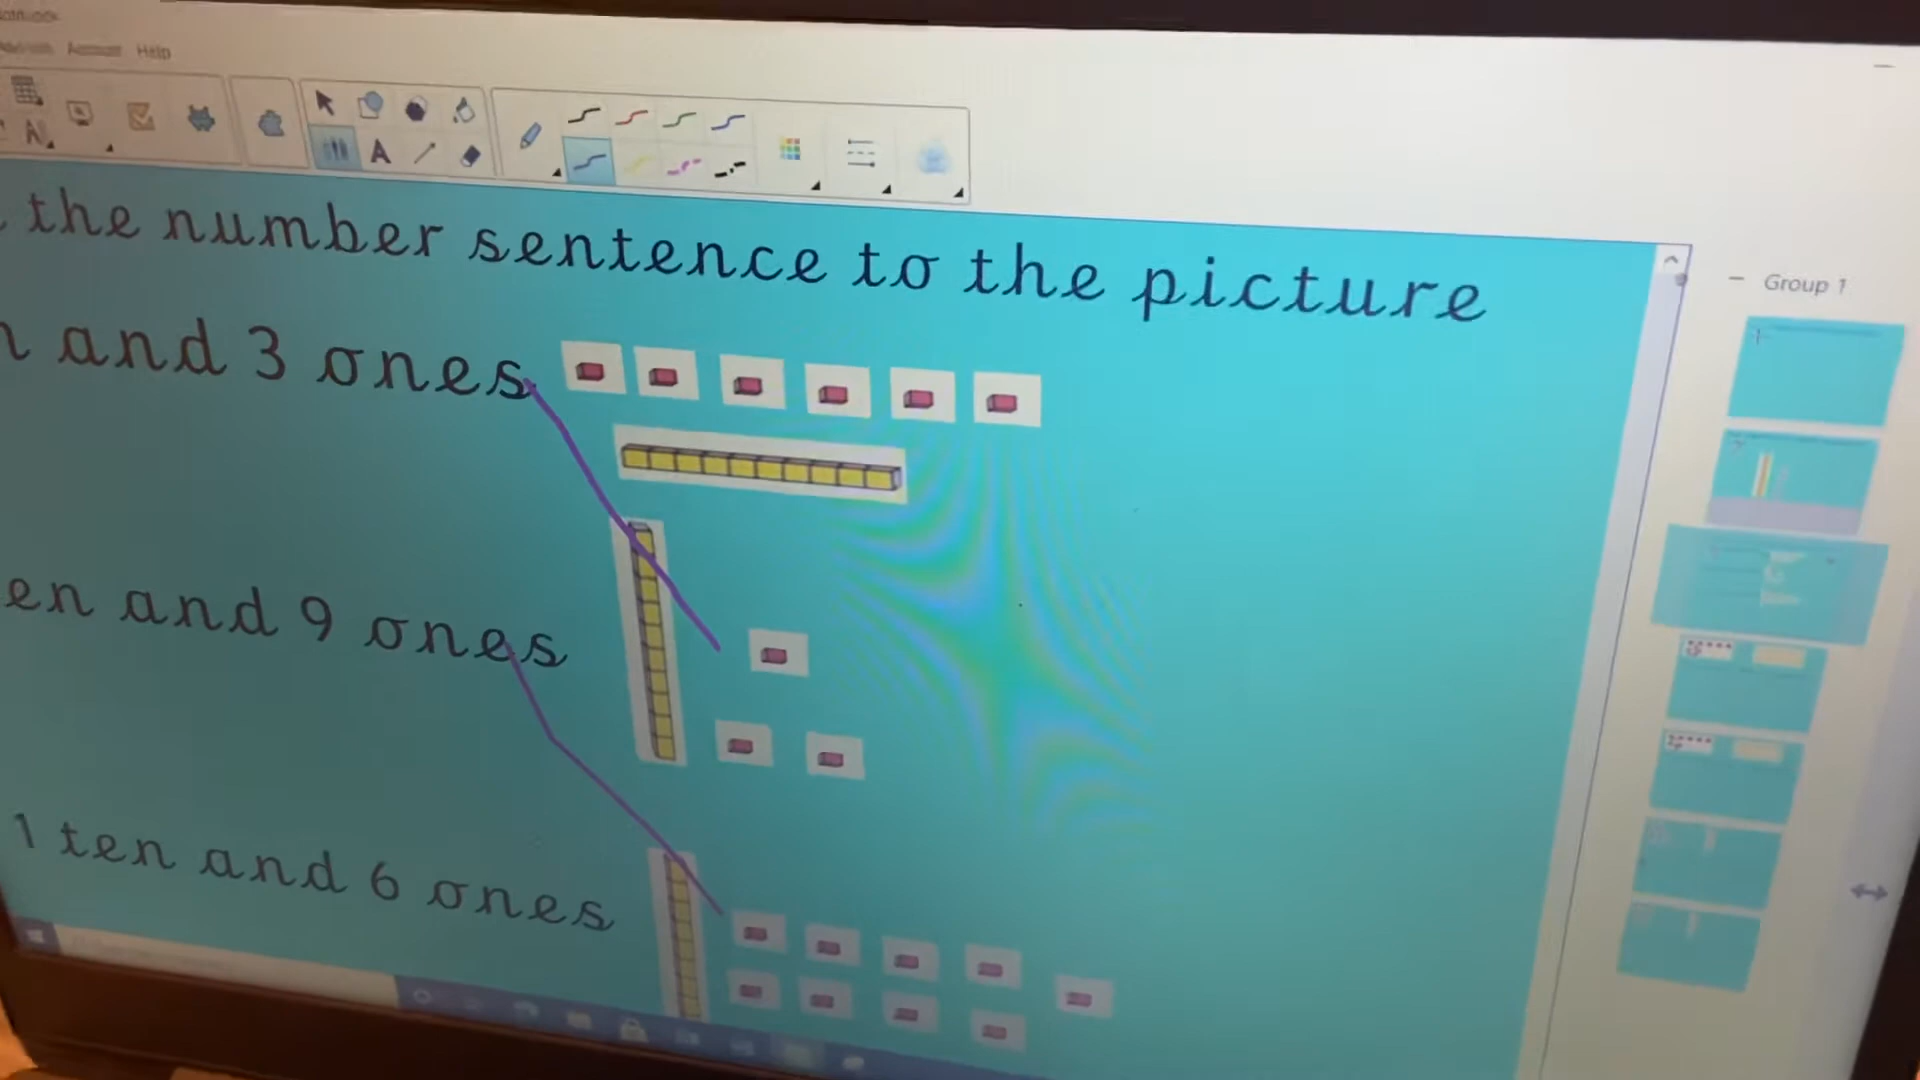 Help
the number sentence to the picture
and 3 ones
Group 1
en and 9 ones
1 ten and 6 ones